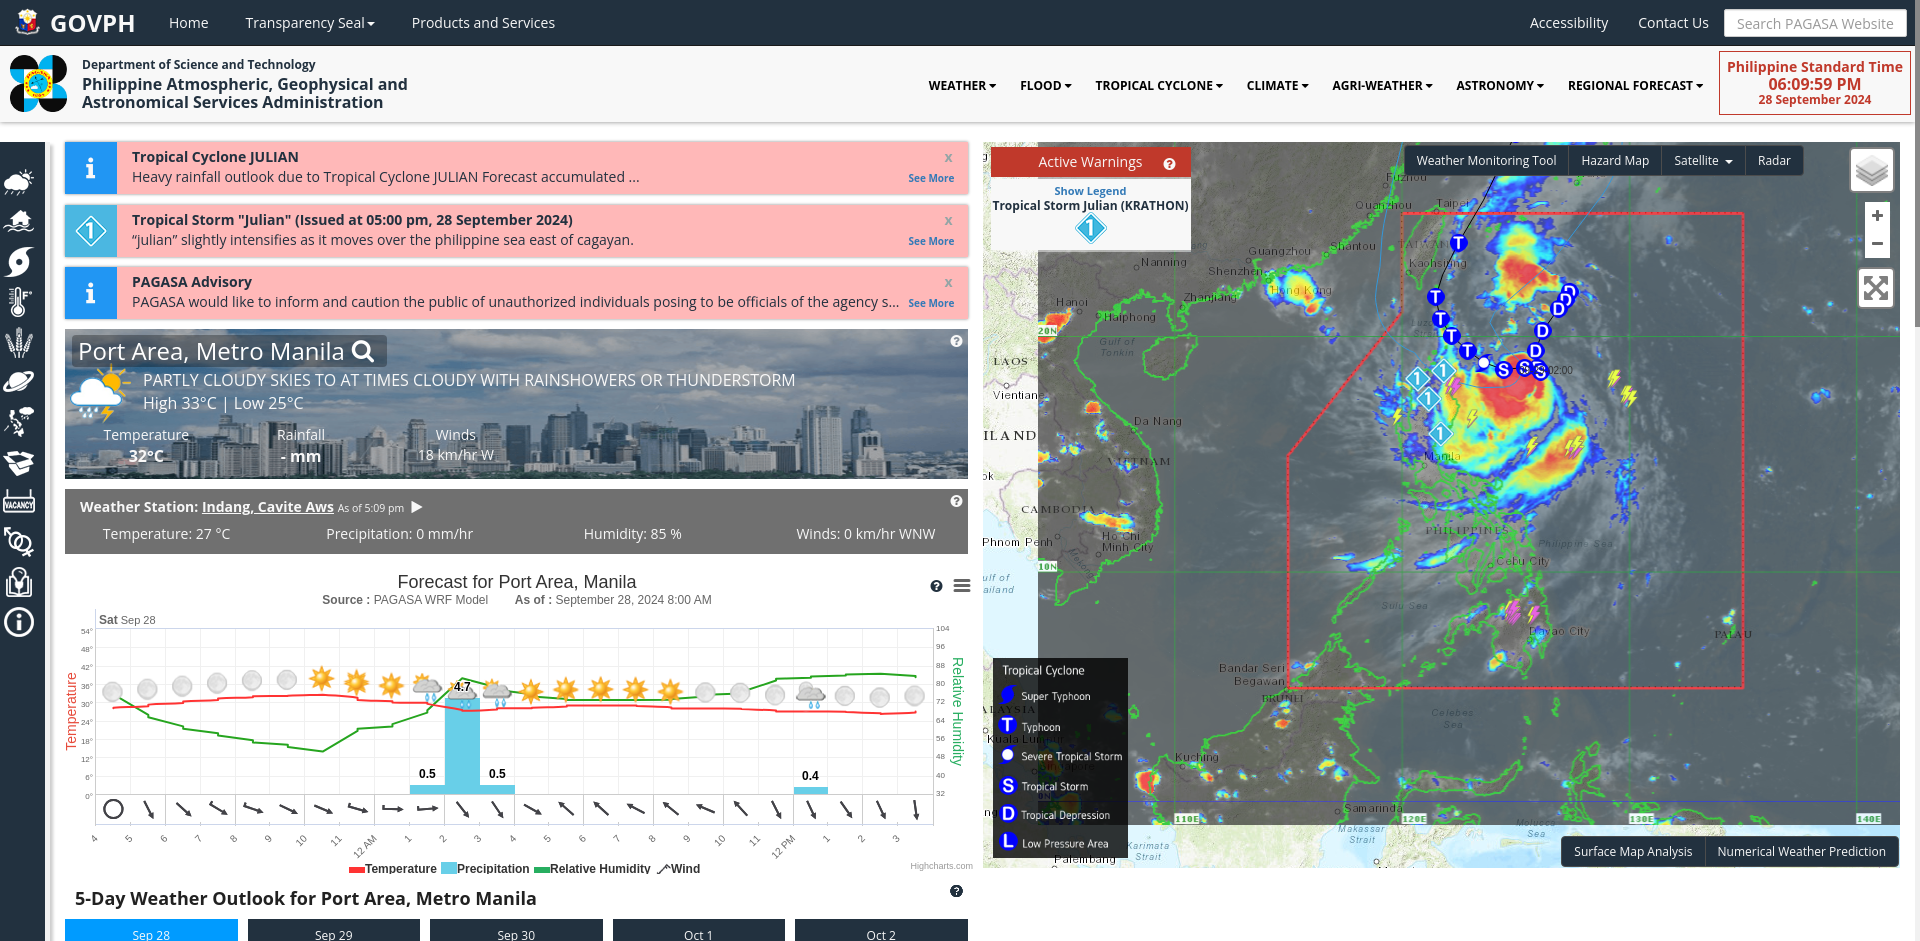 GOVPH
Home
Transparency Seal
Products and Services
Accessibility
Contact Us
Search PAGASA Website
Department of Science and Technology
Philippine Atmospheric, Geophysical and
Astronomical Services Administration
WEATHER
FLOOD
TROPICAL CYCLONE
CLIMATE
AGRI-WEATHER
ASTRONOMY
REGIONAL FORECAST
Philippine Standard Time
06:09:59 PM
28 September 2024
VACANCY
Tropical Cyclone JULIAN
x
Heavy rainfall outlook due to Tropical Cyclone JULIAN Forecast accumulated ...
See More
1
Tropical Storm "Julian" (Issued at 05:00 pm, 28 September 2024)
x
“julian” slightly intensifies as it moves over the philippine sea east of cagayan.
See More
PAGASA Advisory
x
PAGASA would like to inform and caution the public of unauthorized individuals posing to be officials of the agency s...
See More
Port Area, Metro Manila
PARTLY CLOUDY SKIES TO AT TIMES CLOUDY WITH RAINSHOWERS OR THUNDERSTORM
High 33°C | Low 25°C
Temperature
Rainfall
Winds
32°C
- mm
18 km/hr W
Weather Station: Indang, Cavite Aws As of 5:09 pm
Temperature: 27 °C
Precipitation: 0 mm/hr
Humidity: 85 %
Winds: 0 km/hr WNW
Forecast for Port Area, Manila
Source : PAGASA WRF Model As of : September 28, 2024 8:00 AM
Sat Sep 28
Temperature
54°
48°
42°
36°
30°
24°
18°
12°
6°
0°
Relative Humidity
104
96
88
80
72
64
56
48
40
32
0.5
4.7
0.5
0.4
4 5 6 7 8 9 10 11 12 AM 1 2 3 4 5 6 7 8 9 10 11 12 PM 1 2 3
Temperature Precipitation Relative Humidity Wind
Highcharts.com
5-Day Weather Outlook for Port Area, Metro Manila
Sep 28
Sep 29
Sep 30
Oct 1
Oct 2
Active Warnings
Show Legend
Tropical Storm Julian (KRATHON)
1
Weather Monitoring Tool
Hazard Map
Satellite
Radar
+
−
Fuzhou
Quanzhou
Taipei
Guangzhou
Shantou
TAIWAN
Nanning
Shenzhen
Kaohsiung
Hong Kong
Zhanjiang
Hanoi
Haiphong
20N
Gulf of
Tonkin
LAOS
Vientian
Da Nang
ILAND
VIETNAM
Manila
ok
CAMBODIA
Ho Chi
Minh City
Phnom Penh
PHILIPPINES
Philippine Sea
Cebu City
10N
ulf of
ailand
Sulu Sea
Davao City
PALAU
Bandar Seri
Begawan
BRUNEI
Celebes
Sea
ALAYSIA
Kuala Lum
Kuching
Samarinda
110E
120E
130E
140E
Makassar
Strait
Molucca
Sea
Karimata
Strait
Palembang
T
T
T
T
T
S
S
S
D
D
D
D
D
02:00
1
1
1
1
Tropical Cyclone
Super Typhoon
T Typhoon
Severe Tropical Storm
S Tropical Storm
D Tropical Depression
L Low Pressure Area
Surface Map Analysis
Numerical Weather Prediction